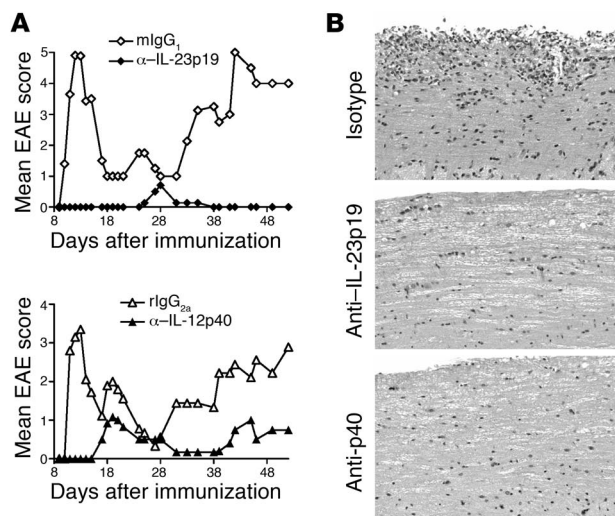 A
mIgG1
α–IL-23p19
Mean EAE score
5
4
3
2
1
0
8 18 28 38 48
Days after immunization
rIgG2a
α–IL-12p40
Mean EAE score
4
3
2
1
0
8 18 28 38 48
Days after immunization
B
Isotype
Anti–IL-23p19
Anti-p40